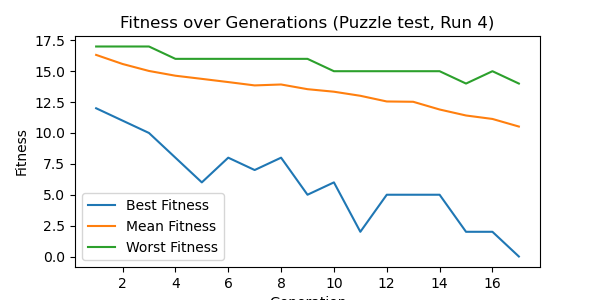 Fitness over Generations (Puzzle test, Run 4)
17.5
15.0
12.5
10.0
7.5
5.0
2.5
0.0
Fitness
Best Fitness
Mean Fitness
Worst Fitness
2 4 6 8 10 12 14 16
Generation